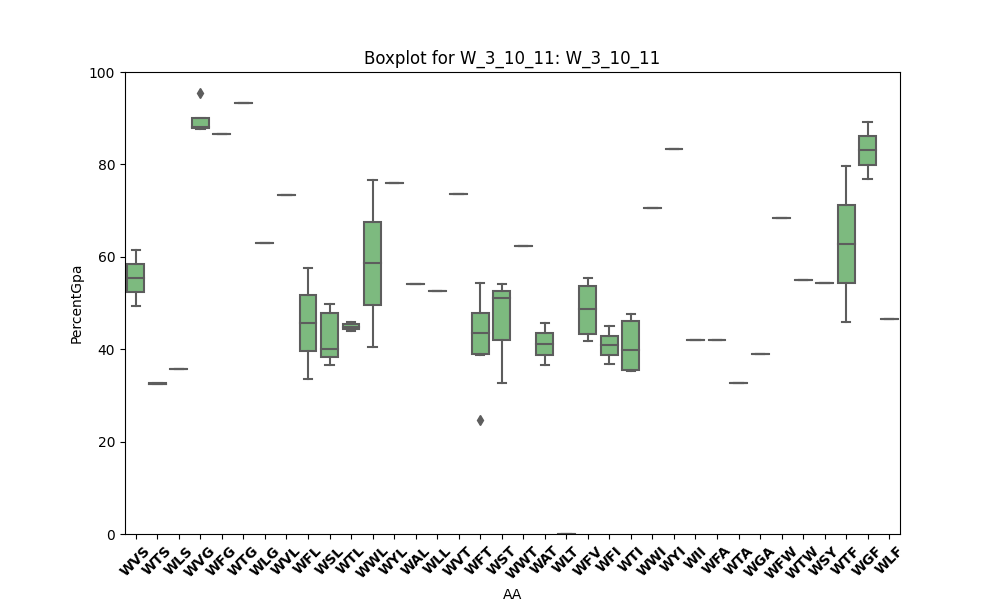 Boxplot for W_3_10_11: W_3_10_11
100
80
60
40
20
0
PercentGpa
WVS WTS WLS WVG WFG WTG WLG WVL WFL WSL WTL WWL WYL WAL WLL WVT WFT WST WWT WAT WLT WFV WFI WTI WWI WYI WII WFA WTA WGA WFW WTW WSY WTF WGF WLF
AA